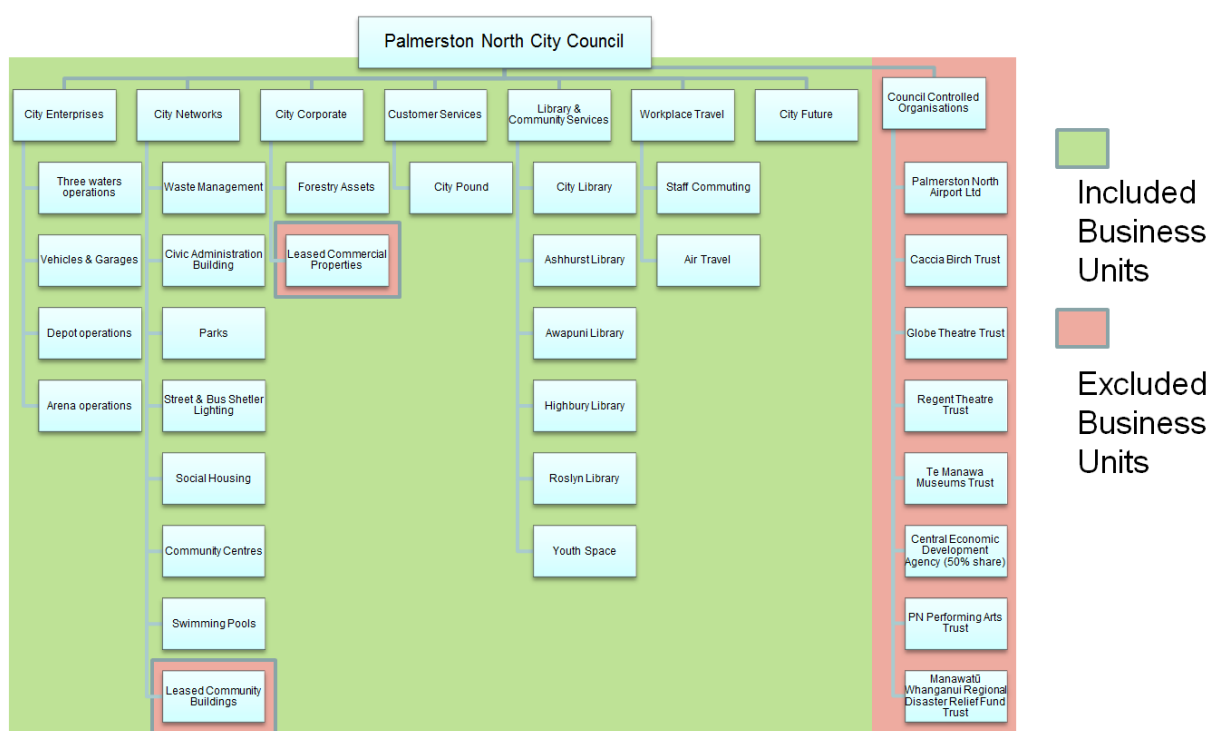 Palmerston North City Council
City Enterprises
City Networks
City Corporate
Customer Services
Library &
Community Services
Workplace Travel
City Future
Council Controlled
Organisations
Three waters
operations
Vehicles & Garages
Depot operations
Arena operations
Waste Management
Civic Administration
Building
Parks
Street & Bus Shetler
Lighting
Social Housing
Community Centres
Swimming Pools
Leased Community
Buildings
Forestry Assets
Leased Commercial
Properties
City Pound
City Library
Ashhurst Library
Awapuni Library
Highbury Library
Roslyn Library
Youth Space
Staff Commuting
Air Travel
Palmerston North
Airport Ltd
Caccia Birch Trust
Globe Theatre Trust
Regent Theatre
Trust
Te Manawa
Museums Trust
Central Economic
Development
Agency (50% share)
PN Performing Arts
Trust
Manawatū
Whanganui Regional
Disaster Relief Fund
Trust
Included
Business
Units
Excluded
Business
Units